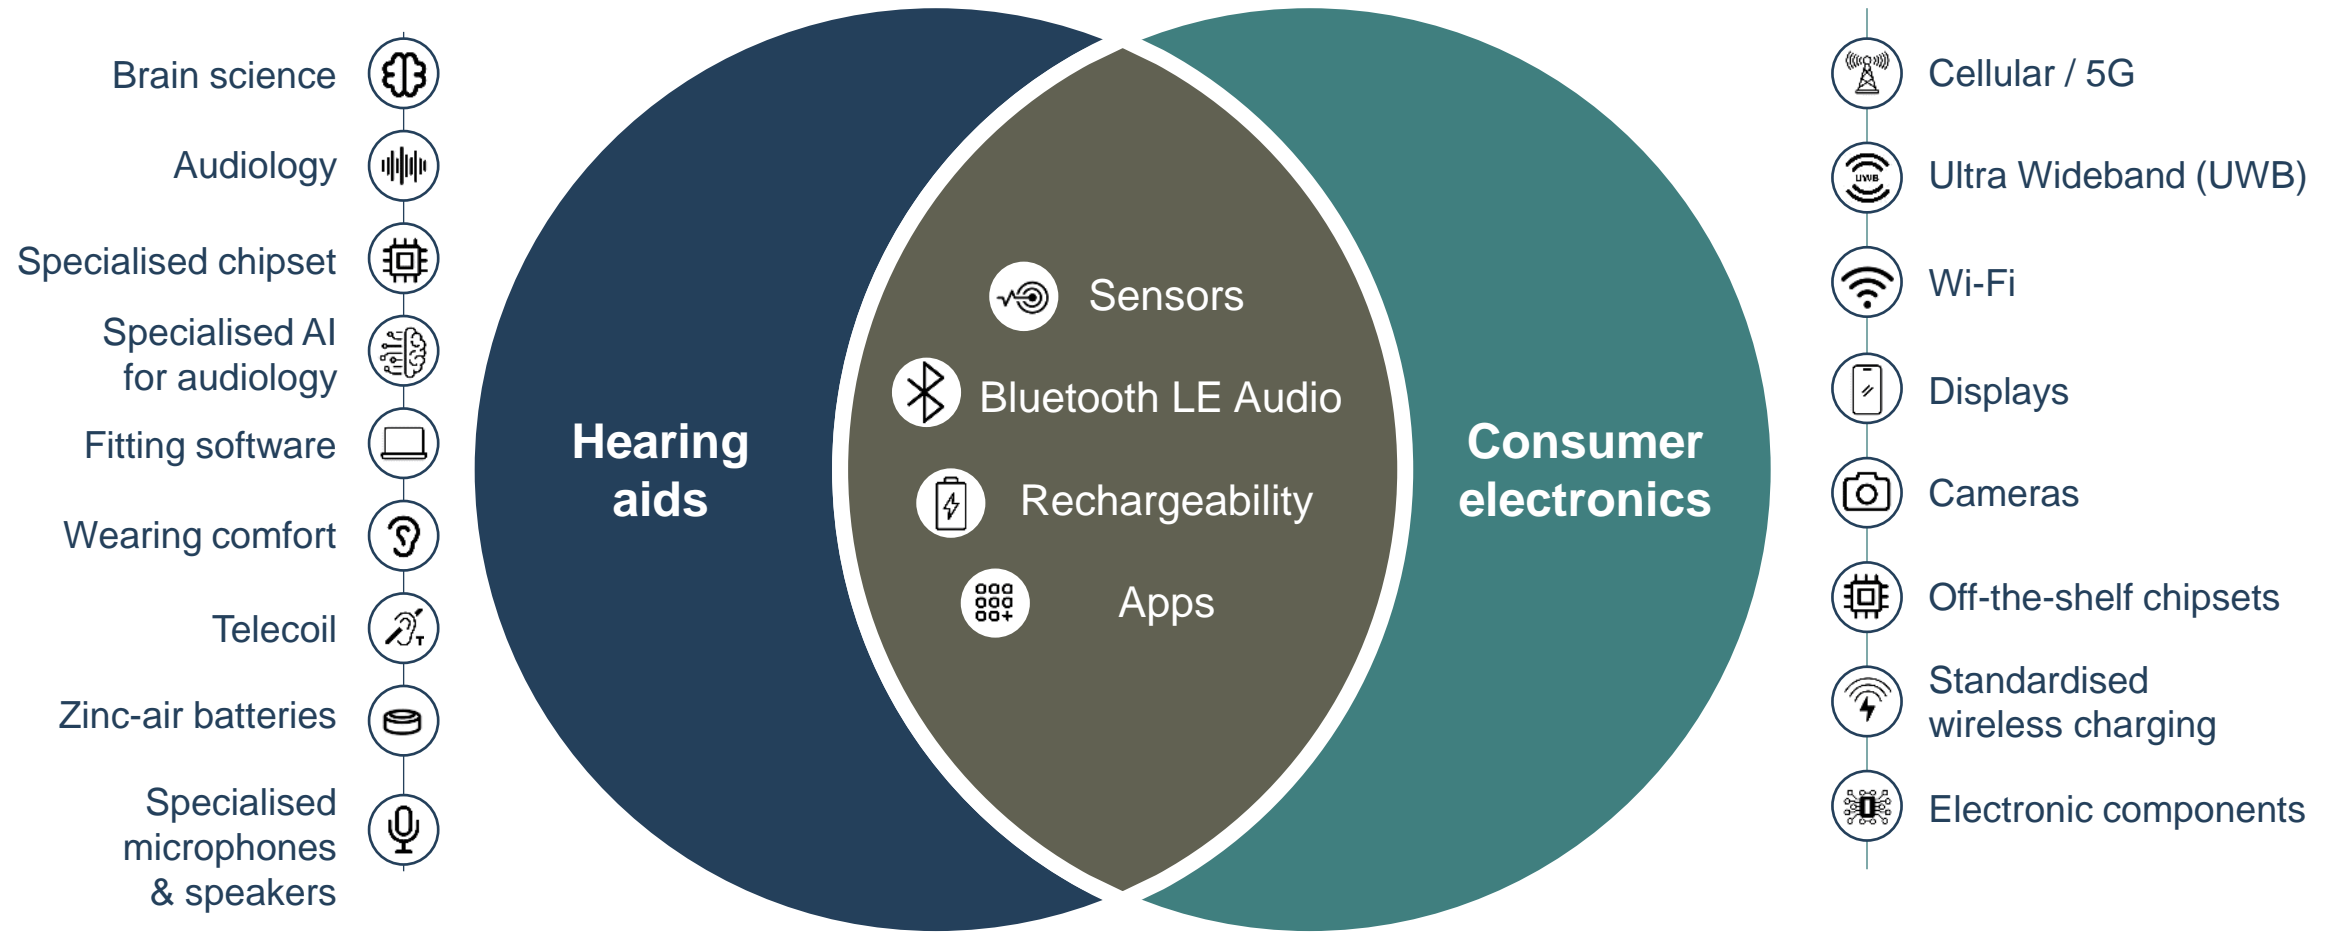 Brain science
Audiology
Specialised chipset
Specialised AI
for audiology
Fitting software
Wearing comfort
Telecoil
T
Zinc-air batteries
Specialised
microphones
& speakers
Hearing
aids
Sensors
Bluetooth LE Audio
Rechargeability
Apps
Consumer
electronics
Cellular / 5G
UWB
Ultra Wideband (UWB)
Wi-Fi
Displays
Cameras
Off-the-shelf chipsets
Standardised
wireless charging
Electronic components